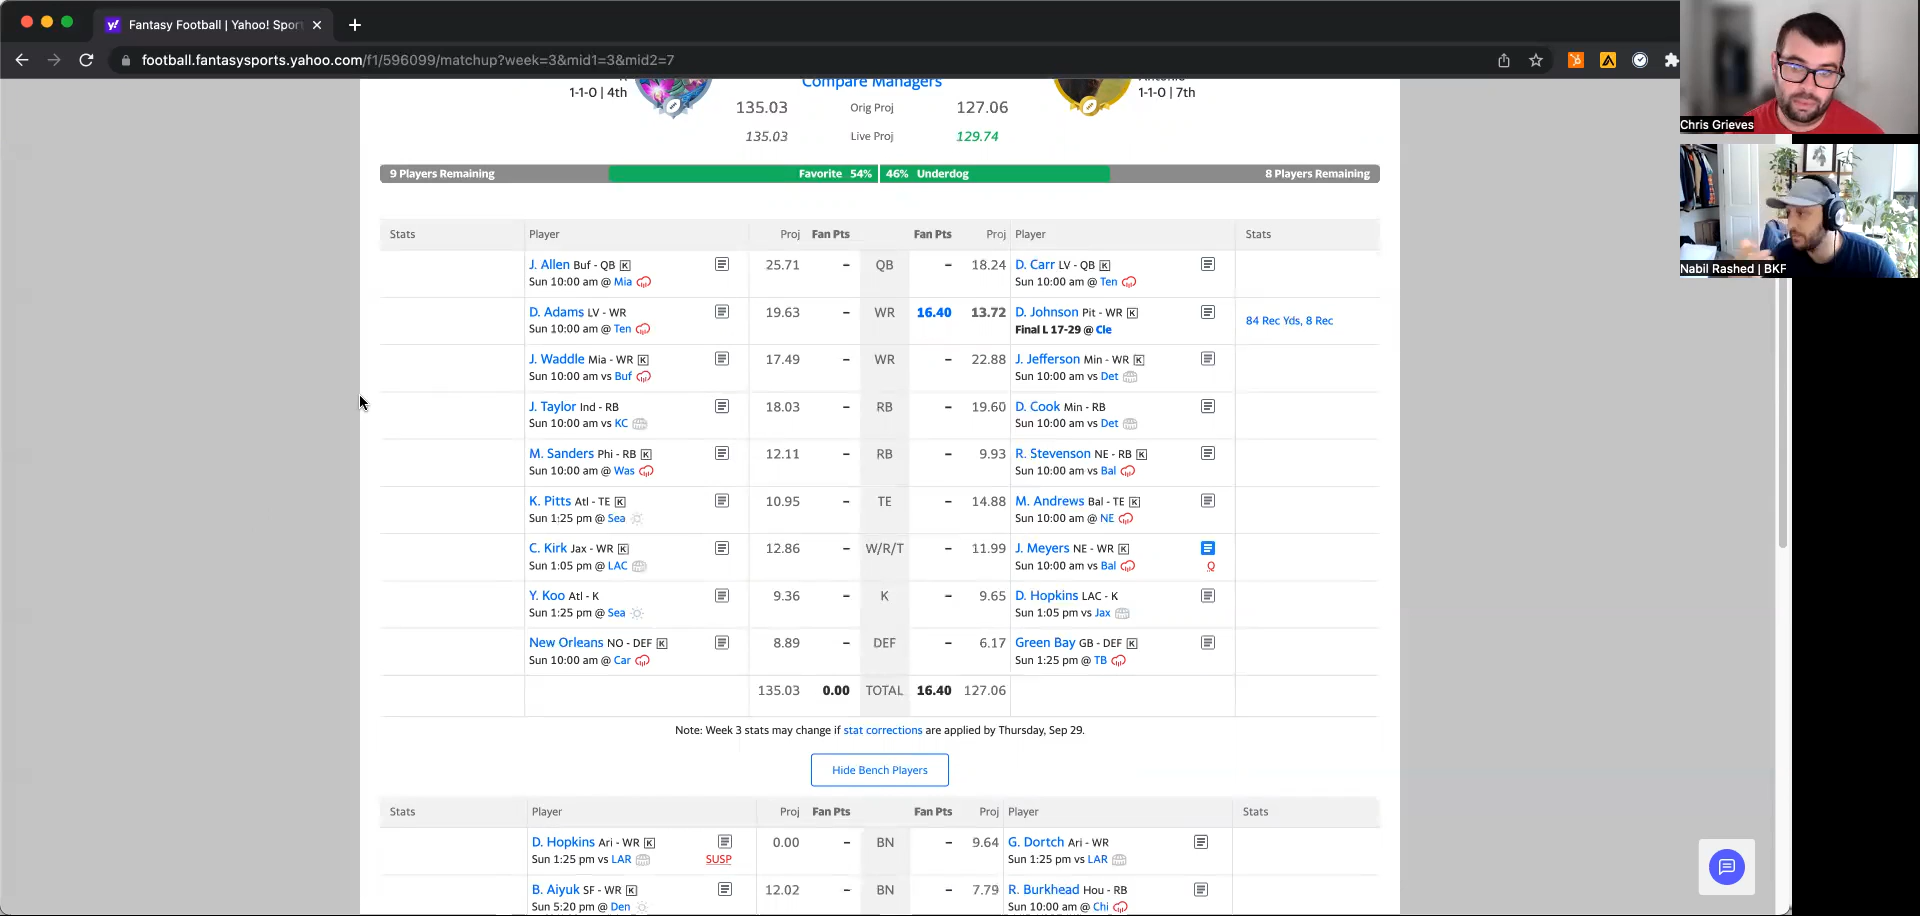 Fantasy Football | Yahoo! Spor
football.fantasysports.yahoo.com/f1/596099/matchup?week=3&mid1=3&mid2=7
Compare Managers
1-1-0 | 4th
1-1-0 | 7th
135.03 Orig Proj 127.06
135.03 Live Proj 129.74
9 Players Remaining Favorite 54% 46% Underdog 8 Players Remaining
Stats Player Proj Fan Pts Fan Pts Proj Player Stats
J. Allen Buf - QB K 25.71 – QB – 18.24 D. Carr LV - QB K
Sun 10:00 am @ Mia Sun 10:00 am @ Ten
D. Adams LV - WR 19.63 – WR 16.40 13.72 D. Johnson Pit - WR K 84 Rec Yds, 8 Rec
Sun 10:00 am @ Ten Final L 17-29 @ Cle
J. Waddle Mia - WR K 17.49 – WR – 22.88 J. Jefferson Min - WR K
Sun 10:00 am vs Buf Sun 10:00 am vs Det
J. Taylor Ind - RB 18.03 – RB – 19.60 D. Cook Min - RB
Sun 10:00 am vs KC Sun 10:00 am vs Det
M. Sanders Phi - RB K 12.11 – RB – 9.93 R. Stevenson NE - RB K
Sun 10:00 am @ Was Sun 10:00 am vs Bal
K. Pitts Atl - TE K 10.95 – TE – 14.88 M. Andrews Bal - TE K
Sun 1:25 pm @ Sea Sun 10:00 am @ NE
C. Kirk Jax - WR K 12.86 – W/R/T – 11.99 J. Meyers NE - WR K
Sun 1:05 pm @ LAC Sun 10:00 am vs Bal Q
Y. Koo Atl - K 9.36 – K – 9.65 D. Hopkins LAC - K
Sun 1:25 pm @ Sea Sun 1:05 pm vs Jax
New Orleans NO - DEF K 8.89 – DEF – 6.17 Green Bay GB - DEF K
Sun 10:00 am @ Car Sun 1:25 pm @ TB
135.03 0.00 TOTAL 16.40 127.06
Note: Week 3 stats may change if stat corrections are applied by Thursday, Sep 29.
Hide Bench Players
Stats Player Proj Fan Pts Fan Pts Proj Player Stats
D. Hopkins Ari - WR K 0.00 – BN – 9.64 G. Dortch Ari - WR
Sun 1:25 pm vs LAR SUSP Sun 1:25 pm vs LAR
B. Aiyuk SF - WR K 12.02 – BN – 7.79 R. Burkhead Hou - RB
Sun 5:20 pm @ Den Sun 10:00 am @ Chi
Chris Grieves
Nabil Rashed | BKF